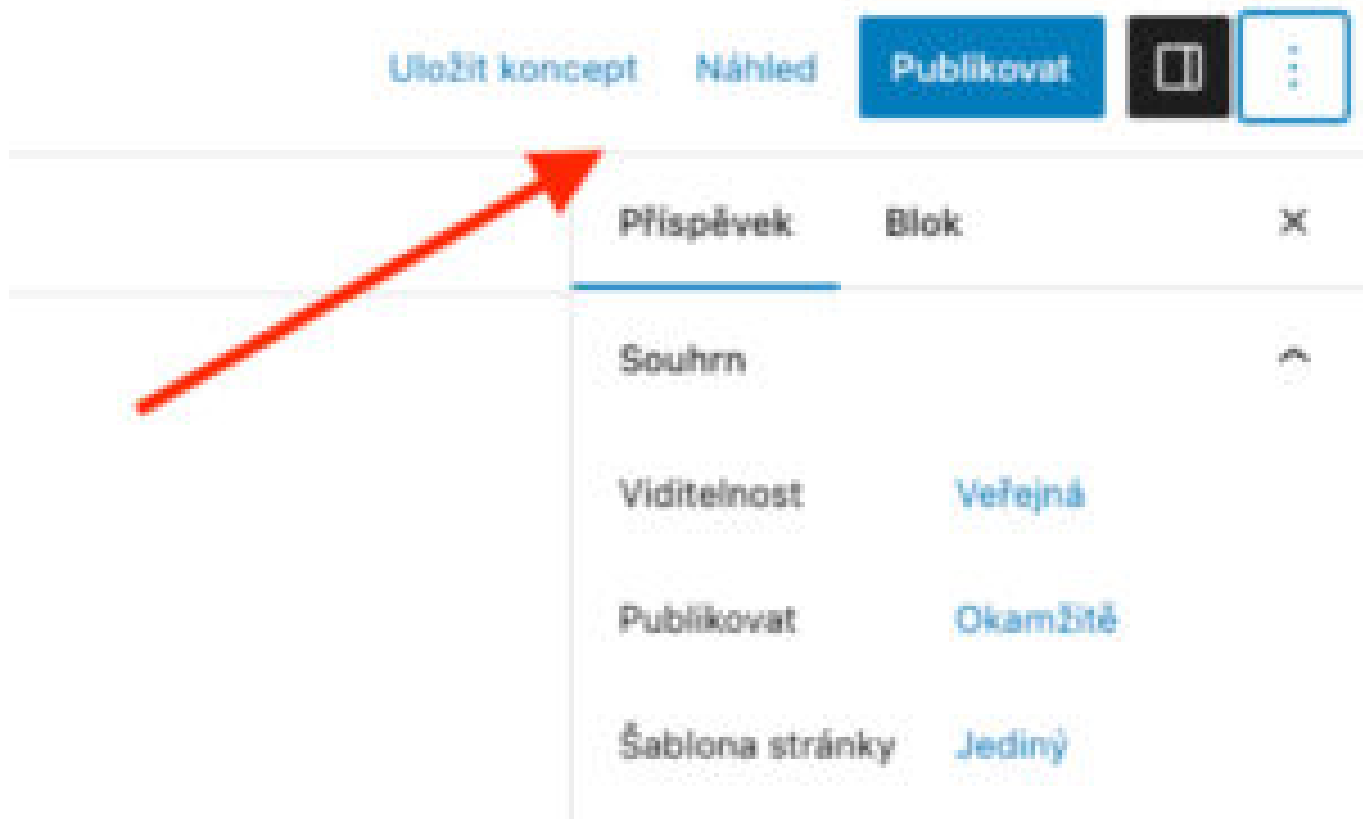 Uložit koncept Náhled Publikovat
Příspěvek Blok
Souhrn
Viditelnost Veřejná
Publikovat Okamžitě
Šablona stránky Jediný